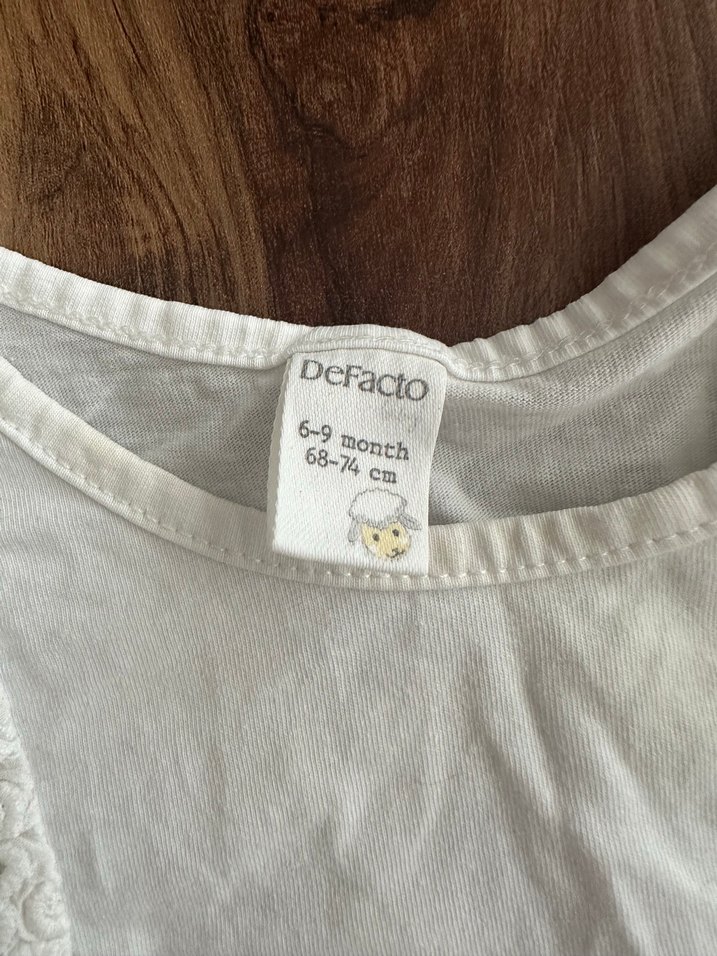 DeFacto
6-9 month
68-74 cm